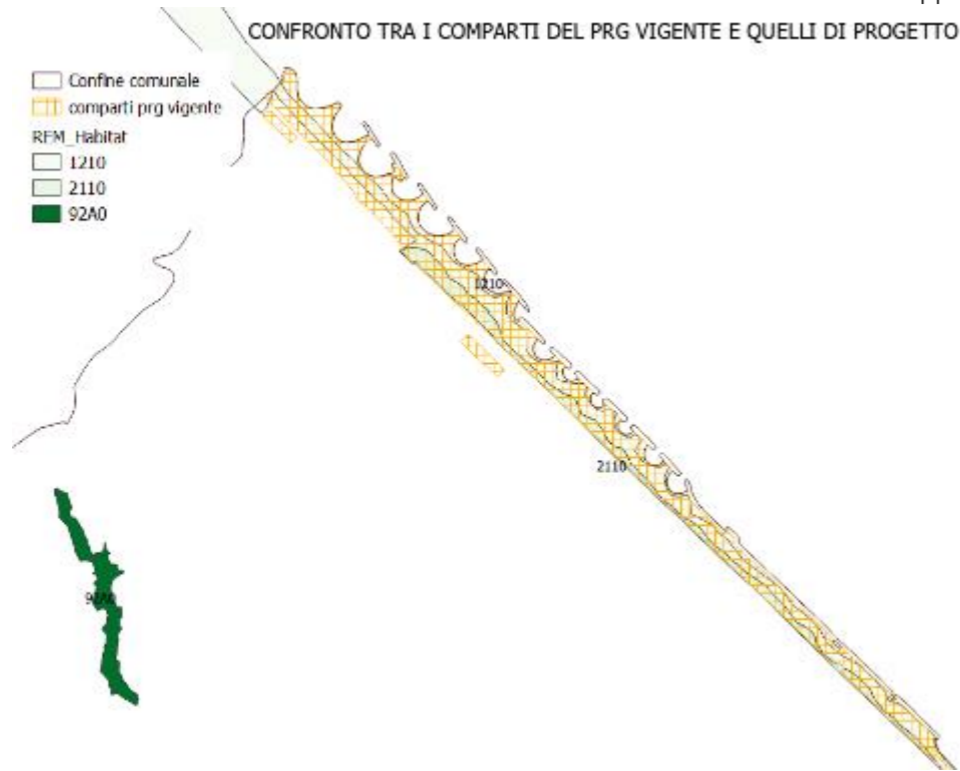 CONFRONTO TRA I COMPARTI DEL PRG VIGENTE E QUELLI DI PROGETTO
Confine comunale
comparti prg vigente
RFM_Habitat
1210
2110
92A0
1210
2110
92A0